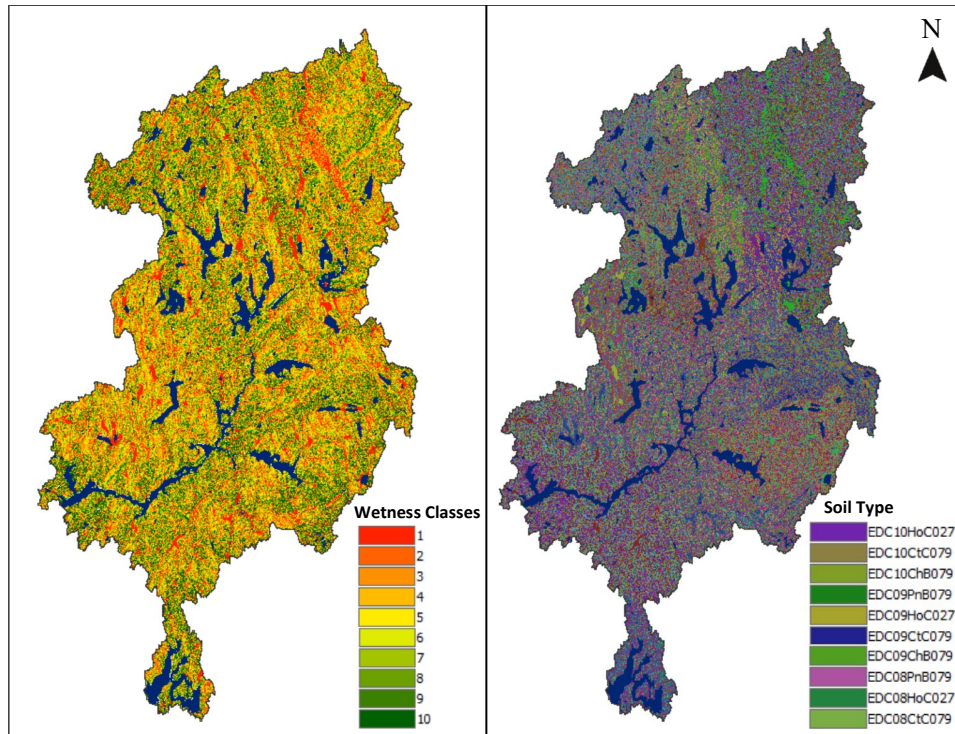 N
Wetness Classes
1
2
3
4
5
6
7
8
9
10
Soil Type
EDC10HoC027
EDC10CtC079
EDC10ChB079
EDC09PnB079
EDC09HoC027
EDC09CtC079
EDC09ChB079
EDC08PnB079
EDC08HoC027
EDC08CtC079